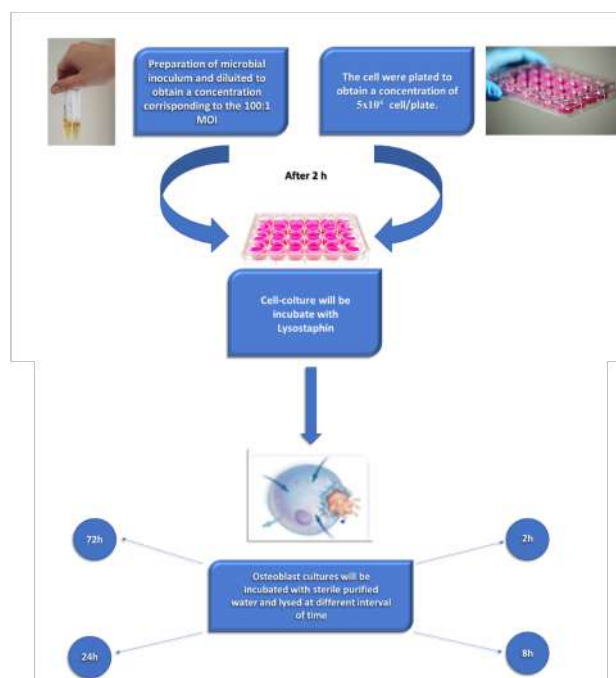 Preparation of microbial
inoculum and diluted to
obtain a concentration
corrisponding to the 100:1
MOI
The cell were plated to
obtain a concentration of
5x10⁴ cell/plate.
After 2 h
Cell-colture will be
incubate with
Lysostaphin
72h
2h
Osteoblast cultures will be
incubated with sterile purified
water and lysed at different interval
of time
24h
8h